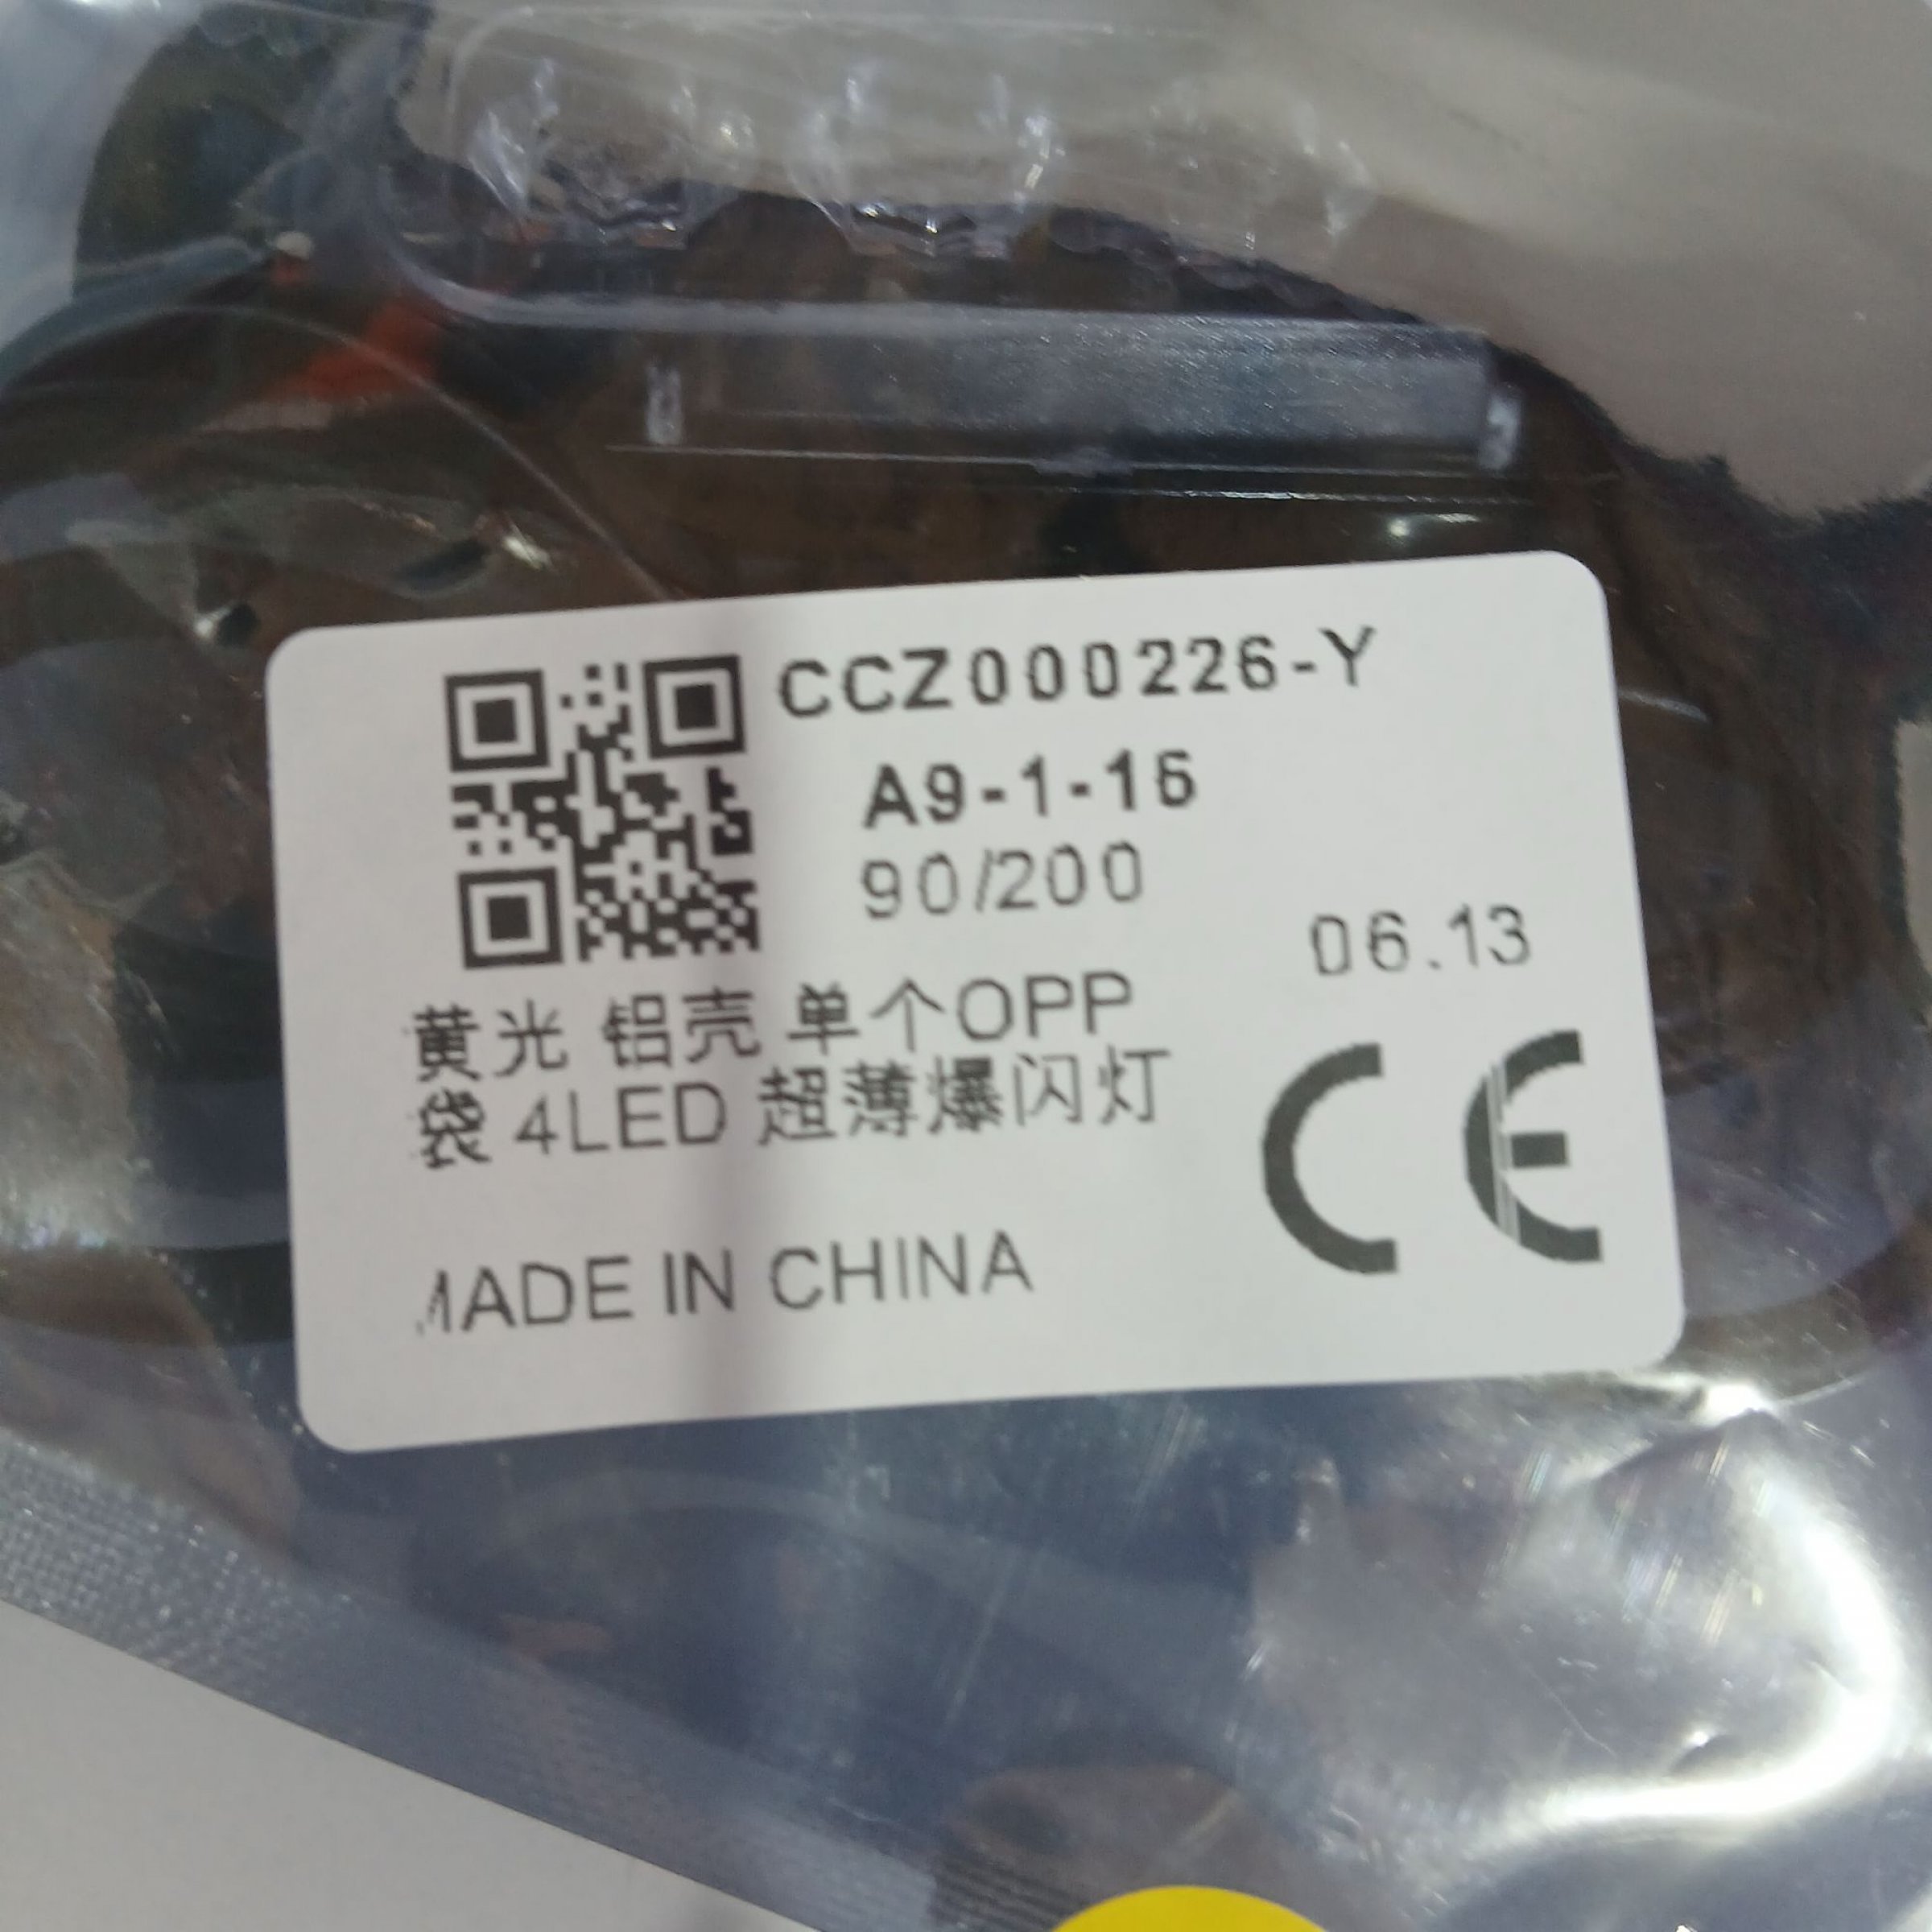 CCZ000226-Y
A9-1-16
90/200
06.13
黄光 铝壳 单个OPP
袋 4LED 超薄爆闪灯
CE
MADE IN CHINA